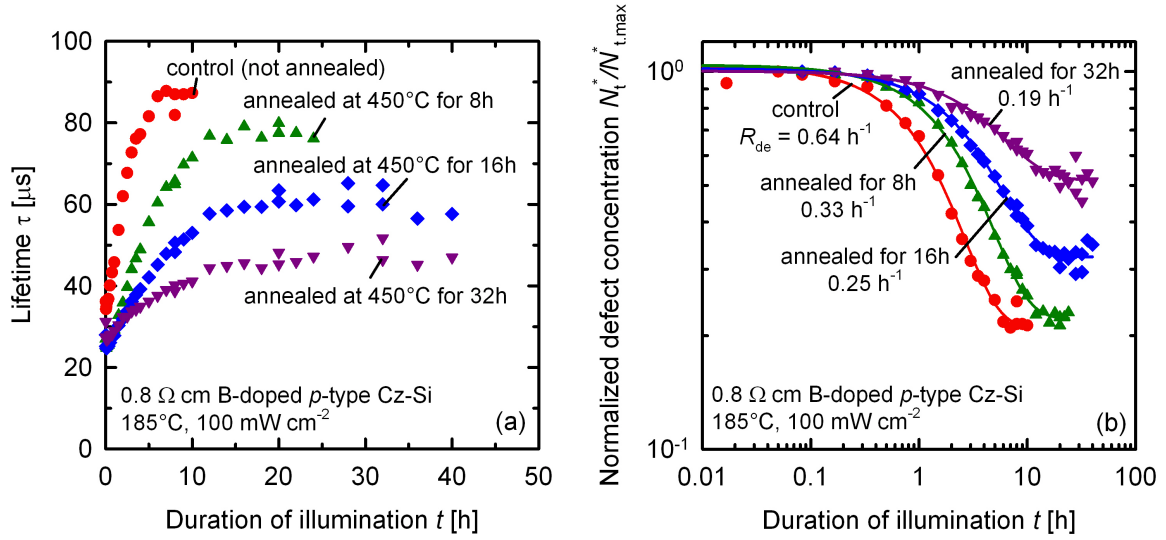 100
80
60
40
20
0
Lifetime τ [μs]
control (not annealed)
annealed at 450°C for 8h
annealed at 450°C for 16h
annealed at 450°C for 32h
0.8 Ω cm B-doped p-type Cz-Si
185°C, 100 mW cm⁻²
(a)
0 10 20 30 40 50
Duration of illumination t [h]
10⁰
10⁻¹
Normalized defect concentration Nₜ*/Nₜ.ₘₐₓ*
annealed for 32h
0.19 h⁻¹
control
R_de = 0.64 h⁻¹
annealed for 8h
0.33 h⁻¹
annealed for 16h
0.25 h⁻¹
0.8 Ω cm B-doped p-type Cz-Si
185°C, 100 mW cm⁻²
(b)
0.01 0.1 1 10 100
Duration of illumination t [h]